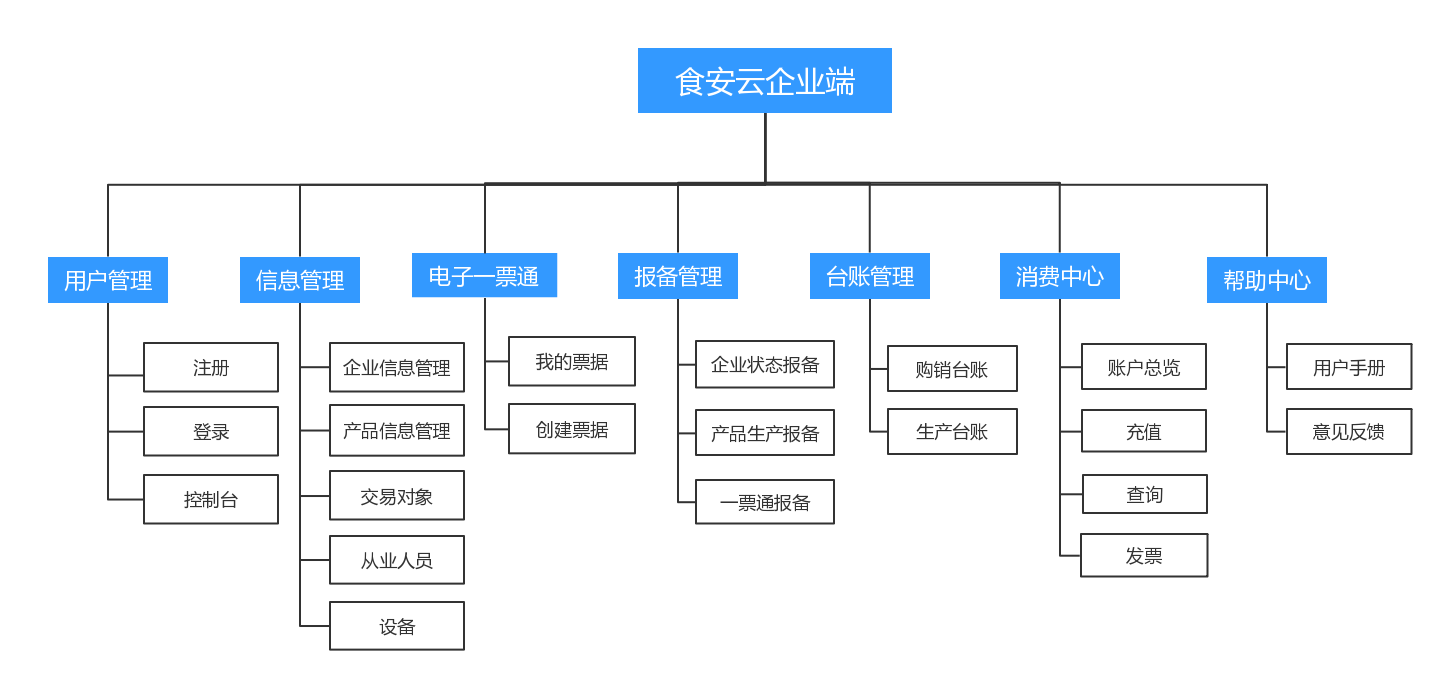 食安云企业端
用户管理
信息管理
电子一票通
报备管理
台账管理
消费中心
帮助中心
注册
登录
控制台
企业信息管理
产品信息管理
交易对象
从业人员
设备
我的票据
创建票据
企业状态报备
产品生产报备
一票通报备
购销台账
生产台账
账户总览
充值
查询
发票
用户手册
意见反馈